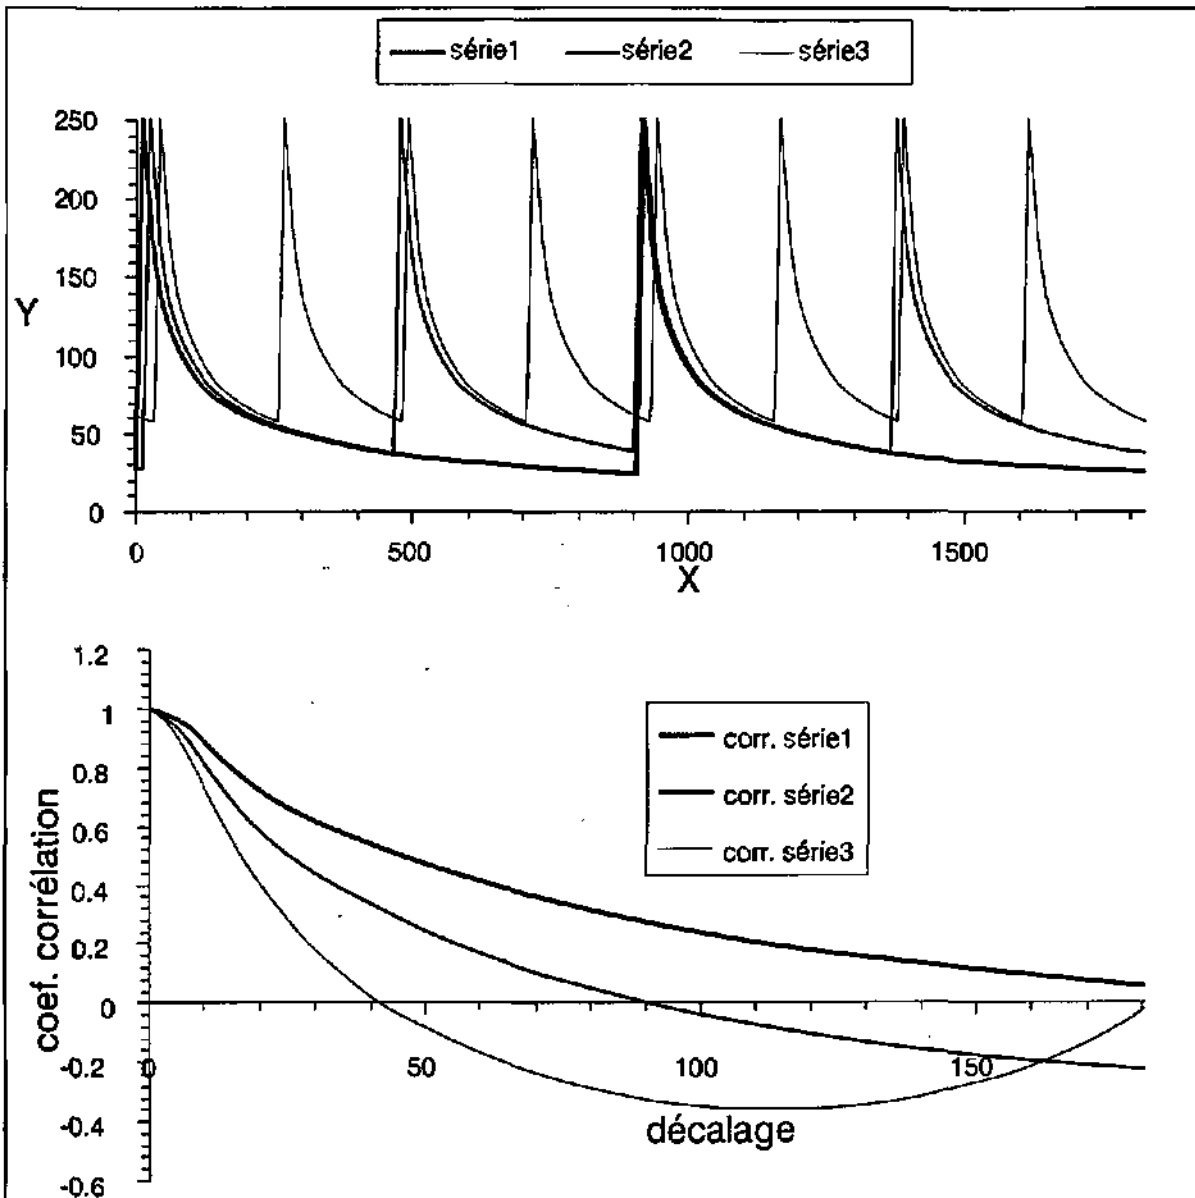 série1 série2 série3
250
200
150
100
50
0
Y
0 500 1000 1500
X
1.2
1
0.8
0.6
0.4
0.2
0
-0.2
-0.4
-0.6
coef. corrélation
corr. série1
corr. série2
corr. série3
0 50 100 150
décalage